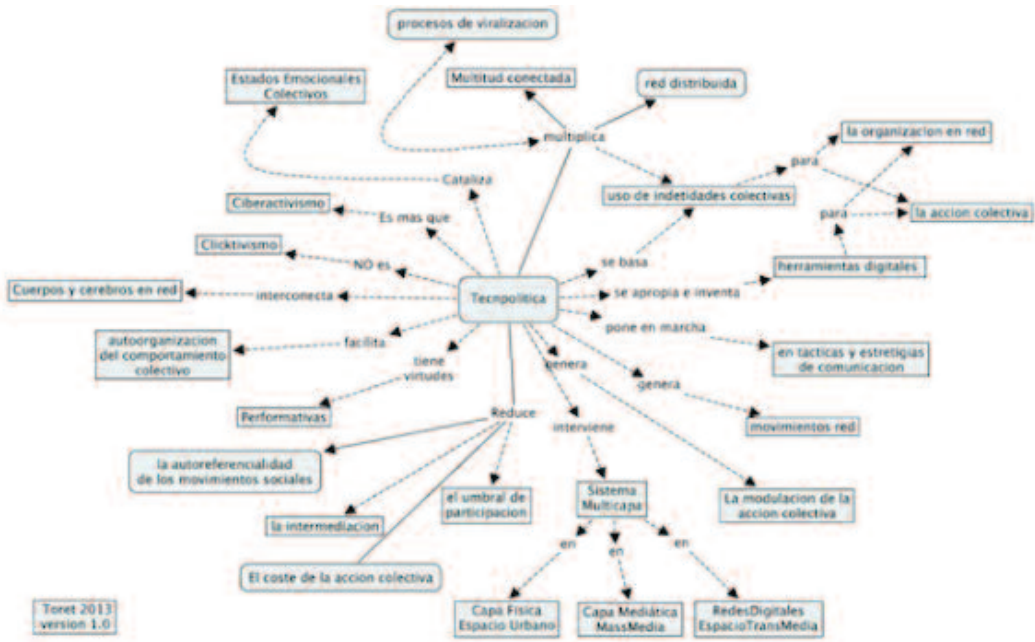 procesos de viralizacion
Estados Emocionales
Colectivos
Multitud conectada
red distribuida
multiplica
la organizacion en red
para
Cataliza
uso de indetidades colectivas
Ciberactivismo
Es mas que
para
la accion colectiva
Clicktivismo
NO es
se basa
herramientas digitales
Cuerpos y cerebros en red
interconecta
Tecnpolitica
se apropia e inventa
autoorganizacion
del comportamiento
colectivo
facilita
pone en marcha
tiene
virtudes
genera
en tacticas y estretigias
de comunicacion
genera
Performativas
Reduce
interviene
movimientos red
la autoreferencialidad
de los movimientos sociales
el umbral de
participacion
Sistema
Multicapa
La modulacion de la
accion colectiva
la intermediacion
en
en
en
El coste de la accion colectiva
Toret 2013
version 1.0
Capa Fisica
Espacio Urbano
Capa Mediática
MassMedia
RedesDigitales
EspacioTransMedia